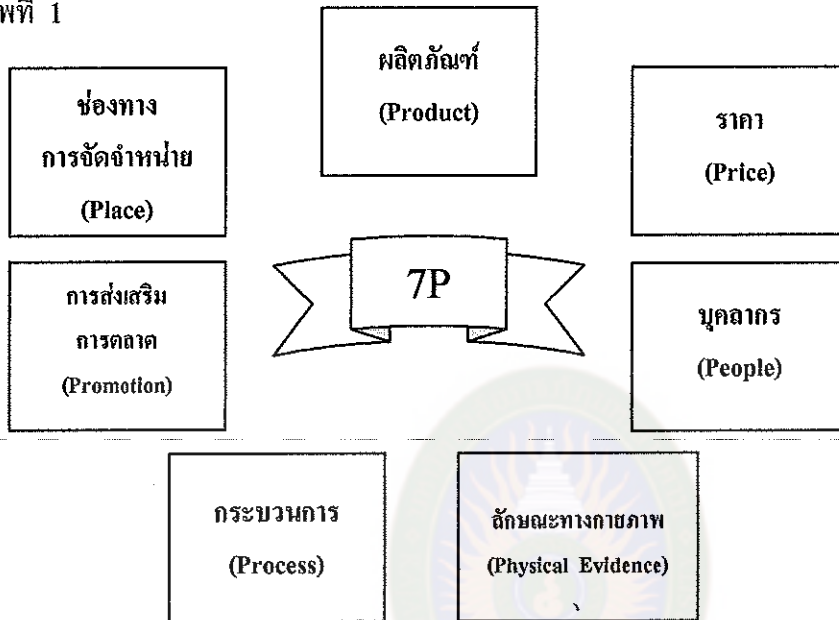 พที่ 1
ผลิตภัณฑ์
(Product)
ช่องทาง
การจัดจำหน่าย
(Place)
ราคา
(Price)
7P
การส่งเสริม
การตลาด
(Promotion)
บุคลากร
(People)
กระบวนการ
(Process)
ลักษณะทางกายภาพ
(Physical Evidence)